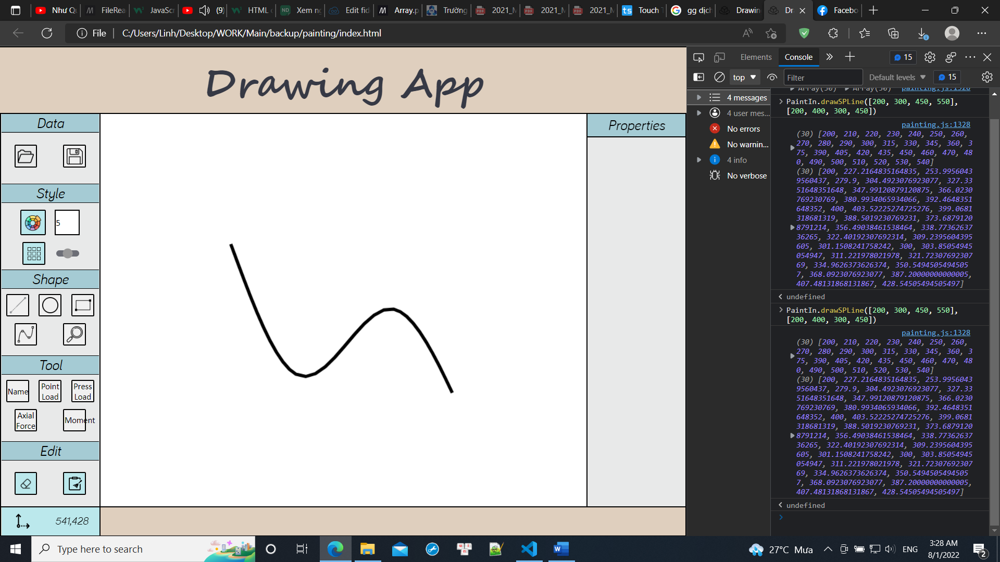 Như Qu
(9)
FileRea
JavaScr
HTML c
Xem ng
Edit fid
Array.p
Trường
2021_M
2021_M
2021_M
Touch T
gg dịch
Drawin
Dr
Facebo
File
C:/Users/Linh/Desktop/WORK/Main/backup/painting/index.html
Drawing App
Data
Style
5
Shape
Tool
Name
Point Load
Press Load
Axial Force
Moment
Edit
541,428
Properties
Elements
Console
15
top
Filter
Default levels
15
4 messages
4 user mes...
No errors
No warnin...
4 info
No verbose
Array(30) Array(30) painting.js:1328
PaintIn.drawSPLine([200, 300, 450, 550],
[200, 400, 300, 450])
painting.js:1328
(30) [200, 210, 220, 230, 240, 250, 260,
270, 280, 290, 300, 315, 330, 345, 360, 3
75, 390, 405, 420, 435, 450, 460, 470, 48
0, 490, 500, 510, 520, 530, 540]
(30) [200, 227.2164835164835, 253.9956043
9560437, 279.9, 304.4923076923077, 327.33
51648351648, 347.99120879120875, 366.0230
769230769, 380.9934065934066, 392.4648351
648352, 400, 403.52225274725276, 399.0681
318681319, 388.5019230769231, 373.6879120
8791214, 356.49038461538464, 338.77362637
36265, 322.40192307692314, 309.2395604395
605, 301.1508241758242, 300, 303.85054945
054947, 311.221978021978, 321.72307692307
69, 334.9626373626374, 350.5494505494505
7, 368.0923076923077, 387.20000000000005,
407.48131868131867, 428.54505494505497]
undefined
PaintIn.drawSPLine([200, 300, 450, 550],
[200, 400, 300, 450])
painting.js:1328
(30) [200, 210, 220, 230, 240, 250, 260,
270, 280, 290, 300, 315, 330, 345, 360, 3
75, 390, 405, 420, 435, 450, 460, 470, 48
0, 490, 500, 510, 520, 530, 540]
(30) [200, 227.2164835164835, 253.9956043
9560437, 279.9, 304.4923076923077, 327.33
51648351648, 347.99120879120875, 366.0230
769230769, 380.9934065934066, 392.4648351
648352, 400, 403.52225274725276, 399.0681
318681319, 388.5019230769231, 373.6879120
8791214, 356.49038461538464, 338.77362637
36265, 322.40192307692314, 309.2395604395
605, 301.1508241758242, 300, 303.85054945
054947, 311.221978021978, 321.72307692307
69, 334.9626373626374, 350.5494505494505
7, 368.0923076923077, 387.20000000000005,
407.48131868131867, 428.54505494505497]
undefined
Type here to search
27°C Mưa
ENG
3:28 AM
8/1/2022
2